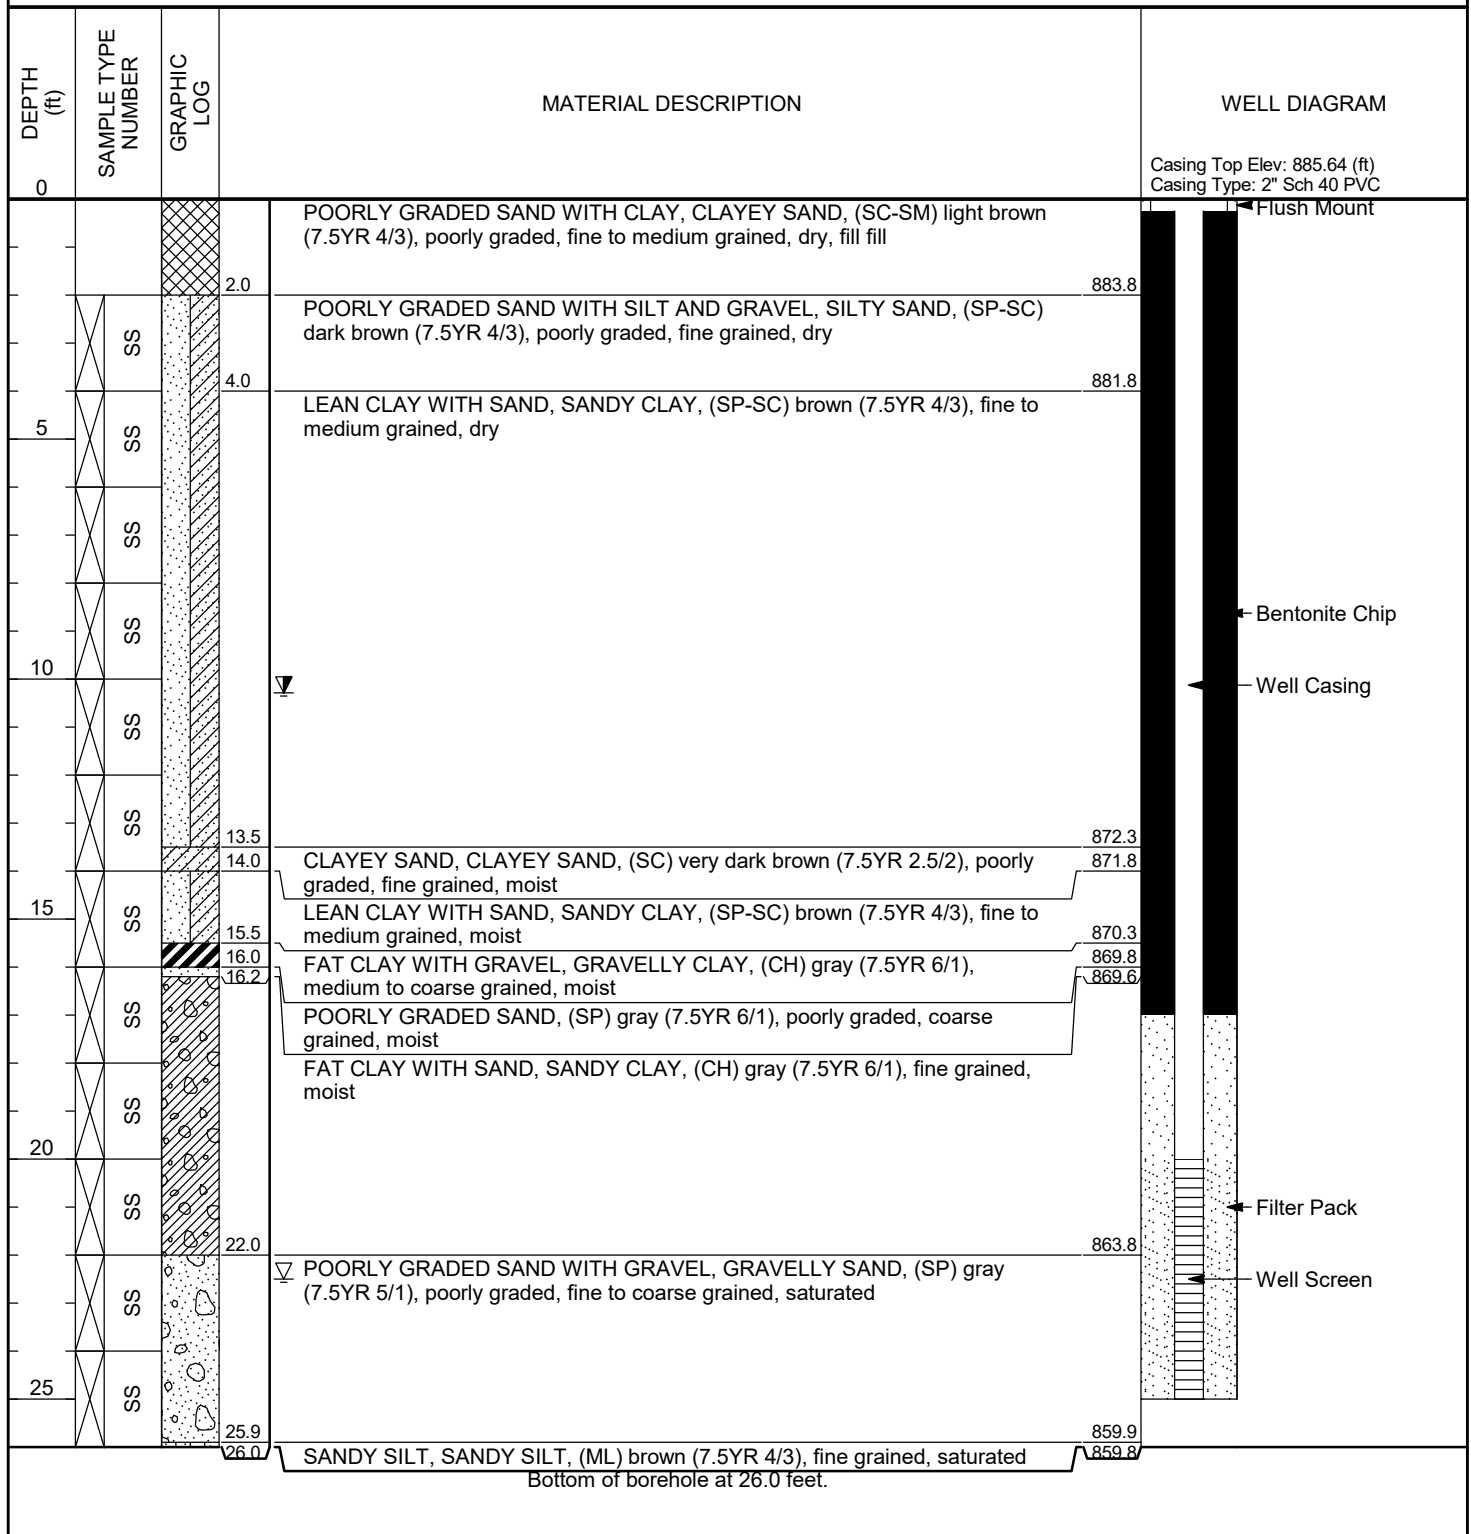 DEPTH
(ft)
SAMPLE TYPE
NUMBER
GRAPHIC
LOG
MATERIAL DESCRIPTION
WELL DIAGRAM
Casing Top Elev: 885.64 (ft)
Casing Type: 2" Sch 40 PVC
0
POORLY GRADED SAND WITH CLAY, CLAYEY SAND, (SC-SM) light brown
(7.5YR 4/3), poorly graded, fine to medium grained, dry, fill fill
Flush Mount
2.0
883.8
POORLY GRADED SAND WITH SILT AND GRAVEL, SILTY SAND, (SP-SC)
dark brown (7.5YR 4/3), poorly graded, fine grained, dry
SS
4.0
881.8
LEAN CLAY WITH SAND, SANDY CLAY, (SP-SC) brown (7.5YR 4/3), fine to
medium grained, dry
5
SS
SS
SS
Bentonite Chip
10
Well Casing
SS
SS
13.5
872.3
14.0
CLAYEY SAND, CLAYEY SAND, (SC) very dark brown (7.5YR 2.5/2), poorly
graded, fine grained, moist
871.8
15
SS
LEAN CLAY WITH SAND, SANDY CLAY, (SP-SC) brown (7.5YR 4/3), fine to
medium grained, moist
15.5
870.3
16.0
869.8
FAT CLAY WITH GRAVEL, GRAVELLY CLAY, (CH) gray (7.5YR 6/1),
medium to coarse grained, moist
16.2
869.6
SS
POORLY GRADED SAND, (SP) gray (7.5YR 6/1), poorly graded, coarse
grained, moist
FAT CLAY WITH SAND, SANDY CLAY, (CH) gray (7.5YR 6/1), fine grained,
moist
SS
20
SS
Filter Pack
22.0
863.8
POORLY GRADED SAND WITH GRAVEL, GRAVELLY SAND, (SP) gray
(7.5YR 5/1), poorly graded, fine to coarse grained, saturated
Well Screen
SS
25
SS
25.9
859.9
26.0
SANDY SILT, SANDY SILT, (ML) brown (7.5YR 4/3), fine grained, saturated
859.8
Bottom of borehole at 26.0 feet.